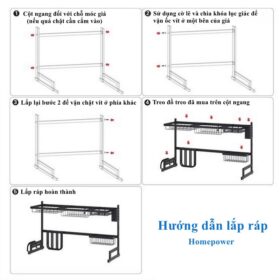 1 Cột ngang đối với chỗ móc giá
(nếu quá chật cần cắm vào)
2 Sử dụng cờ lê và chìa khóa lục giác để
vặn ốc vít ở một bên của giá
3 Lắp lại bước 2 để vặn chặt vít ở phía khác
4 Treo đồ treo đã mua trên cột ngang
5 Lắp ráp hoàn thành
Hướng dẫn lắp ráp
Homepower